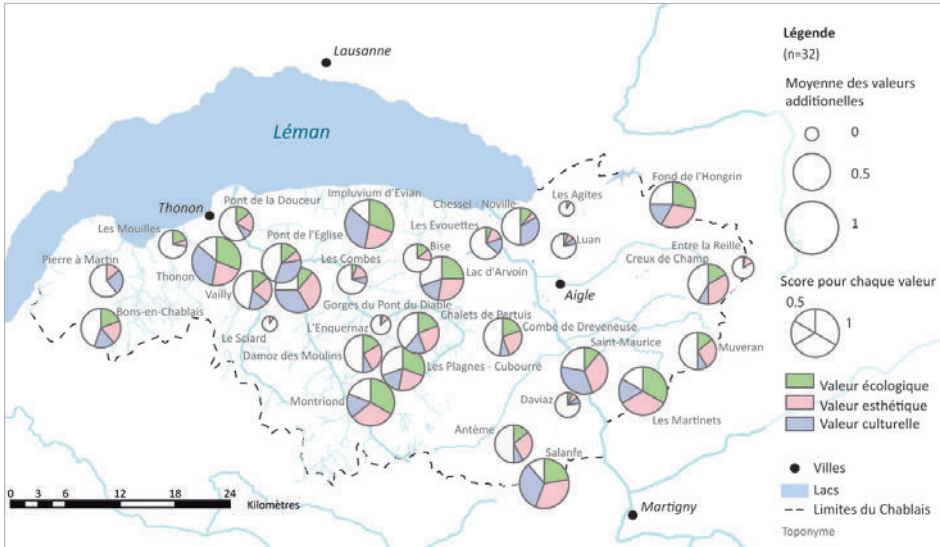 Lausanne
Léman
Thonon
Pont de la Douceur
Impluvium d'Evian
Chessel - Noville
Les Agites
Fond de l'Hongrin
Les Mouilles
Pont de l'Eglise
Les Evouettes
Luan
Pierre à Martin
Thonon
Les Combes
Bise
Lac d'Arvoin
Entre la Reille
Creux de Champ
Vailly
Gorges du Pont du Diable
Aigle
Bons-en-Chablais
Le Sciard
L'Enquernaz
Chalets de Pertuis
Combe de Dreveneuse
Damoz des Moulins
Les Plagnes - Cubourré
Saint-Maurice
Muveran
Montriond
Daviaz
Les Martinets
Antème
Salanfe
Martigny
0 3 6 12 18 24
Kilomètres
Légende
(n=32)
Moyenne des valeurs
additionelles
0
0.5
1
Score pour chaque valeur
0.5
1
Valeur écologique
Valeur esthétique
Valeur culturelle
Villes
Lacs
Limites du Chablais
Toponyme